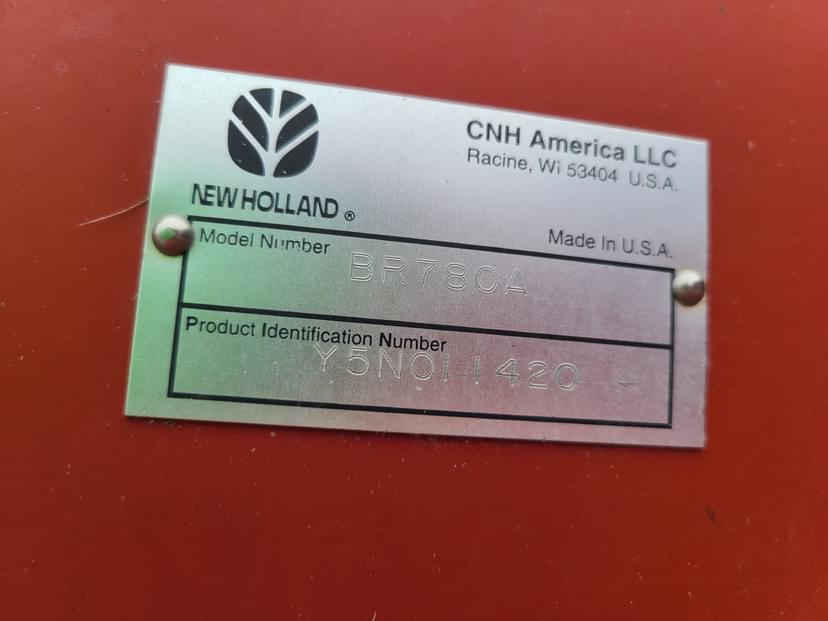 CNH America LLC
Racine, Wi 53404 U.S.A.
NEW HOLLAND ®
Made In U.S.A.
Model Number
BR780A
Product Identification Number
Y5N011420